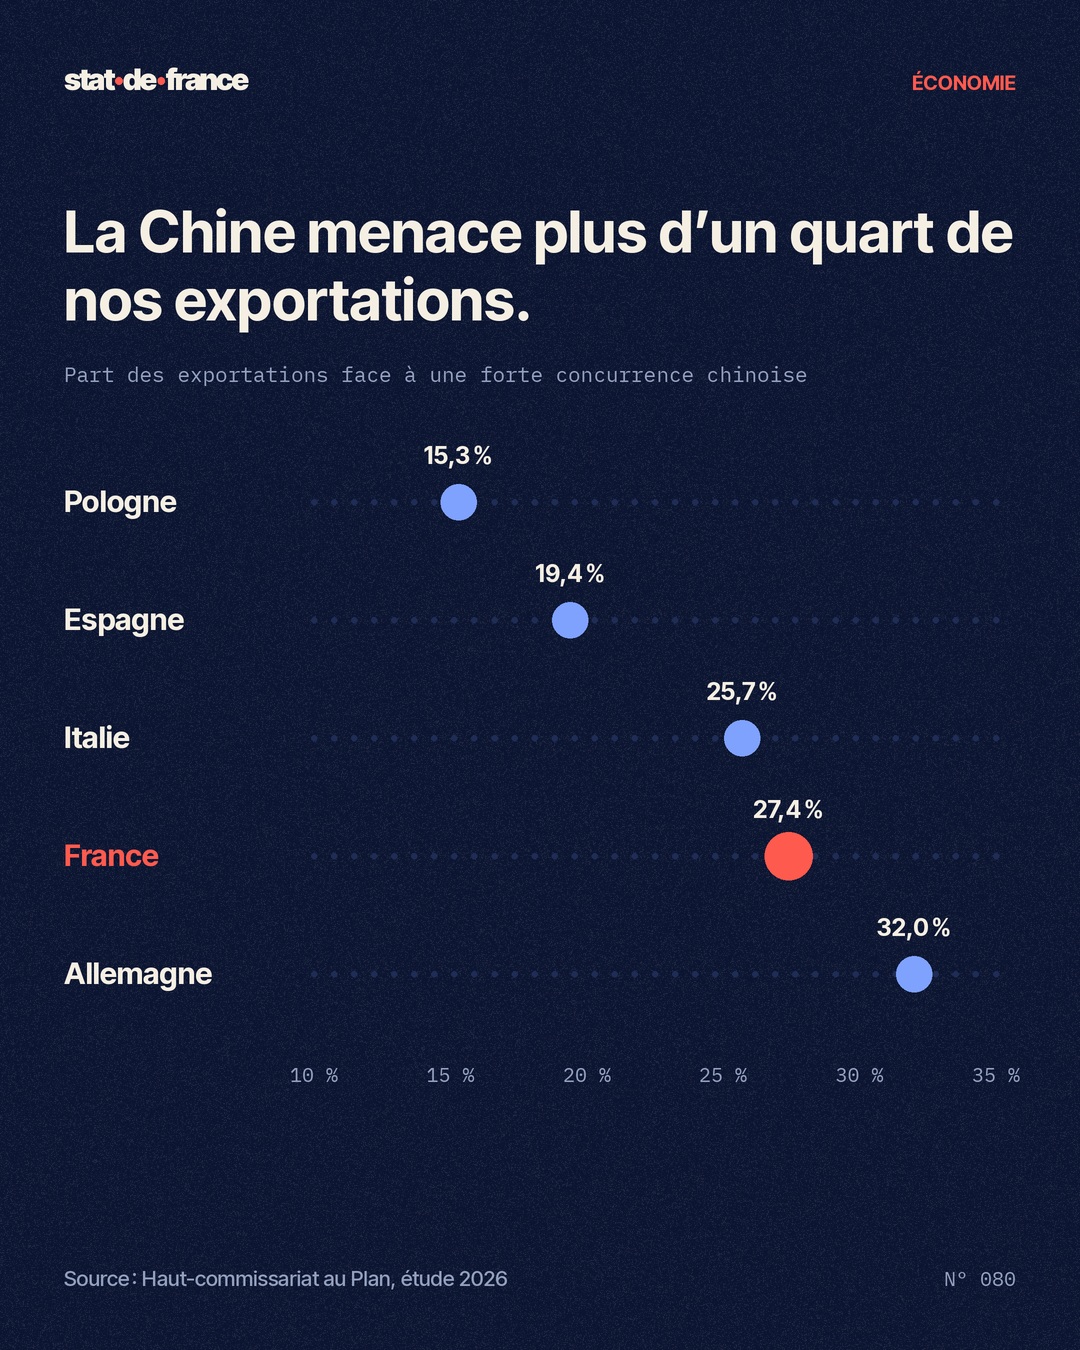 stat·de·france
ÉCONOMIE
La Chine menace plus d’un quart de
nos exportations.
Part des exportations face à une forte concurrence chinoise
15,3 %
Pologne
19,4 %
Espagne
25,7 %
Italie
27,4 %
France
32,0 %
Allemagne
10 % 15 % 20 % 25 % 30 % 35 %
Source : Haut-commissariat au Plan, étude 2026
N° 080